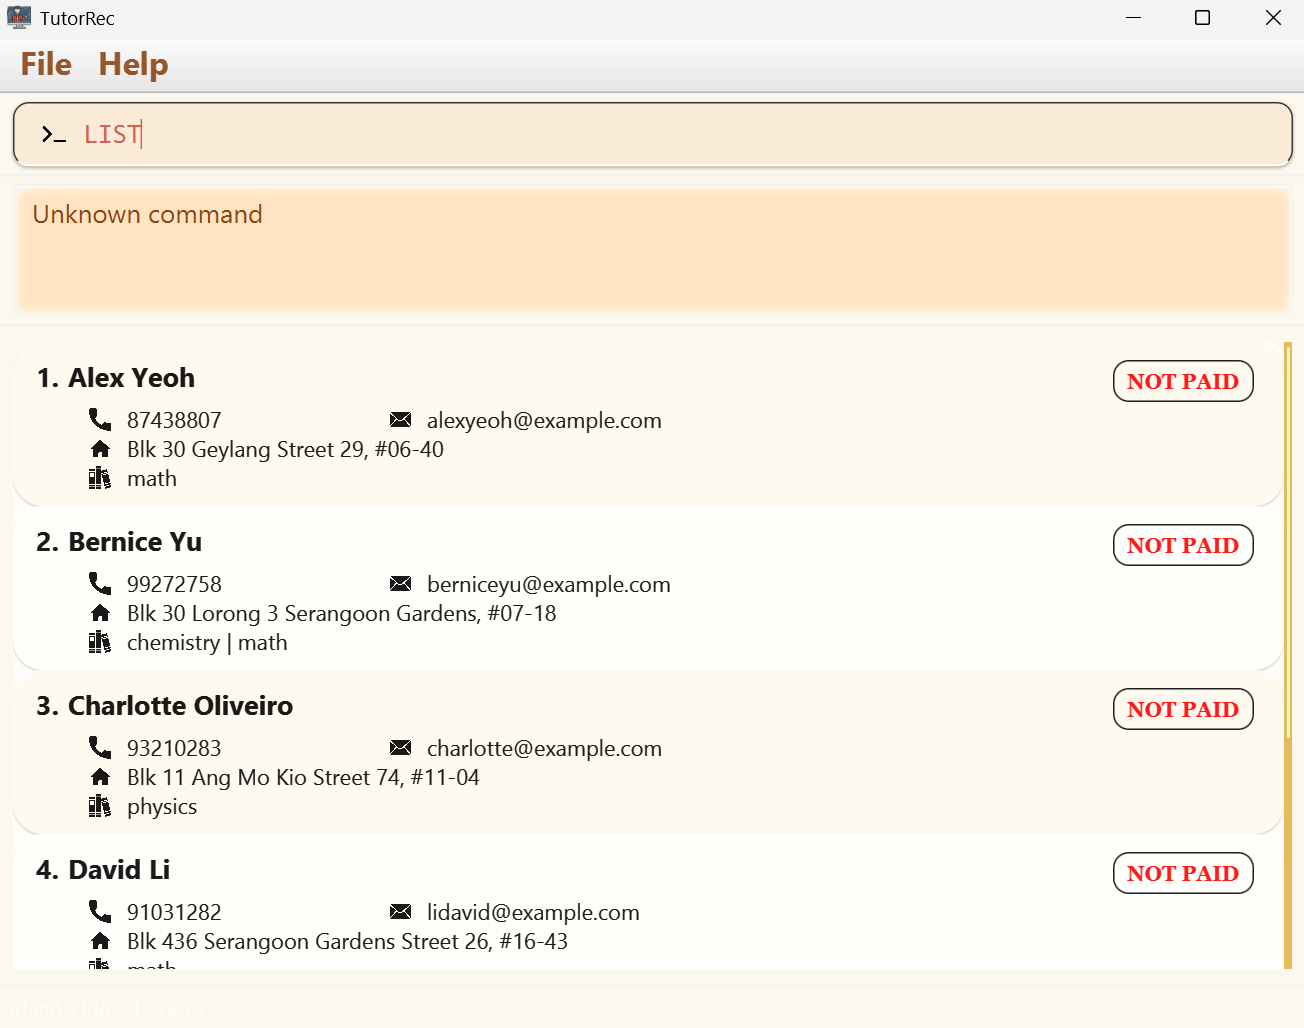 TutorRec
File Help
>_ LIST
Unknown command
1. Alex Yeoh
NOT PAID
87438807 alexyeoh@example.com
Blk 30 Geylang Street 29, #06-40
math
2. Bernice Yu
NOT PAID
99272758 berniceyu@example.com
Blk 30 Lorong 3 Serangoon Gardens, #07-18
chemistry | math
3. Charlotte Oliveiro
NOT PAID
93210283 charlotte@example.com
Blk 11 Ang Mo Kio Street 74, #11-04
physics
4. David Li
NOT PAID
91031282 lidavid@example.com
Blk 436 Serangoon Gardens Street 26, #16-43
math
\data\addressbook.json